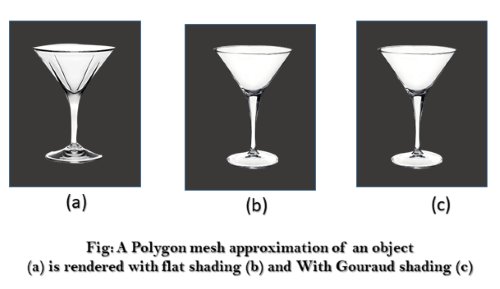 (a) (b) (c)
Fig: A Polygon mesh approximation of an object
(a) is rendered with flat shading (b) and With Gouraud shading (c)